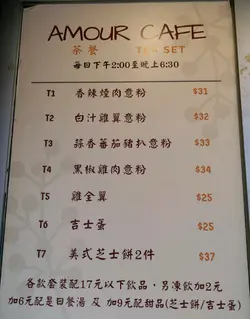 AMOUR CAFE
茶餐 TEA SET
每日下午2:00至晚上6:30
T1 香辣煙肉意粉 $31
T2 白汁雞翼意粉 $32
T3 蒜香蕃茄豬扒意粉 $33
T4 黑椒雞肉意粉 $34
T5 雞全翼 $25
T6 吉士蛋 $25
T7 美式芝士餅2件 $37
各款套裝配17元以下飲品，另凍飲加2元
加6元配是日餐湯 及 加9元配甜品(芝士餅/吉士蛋)